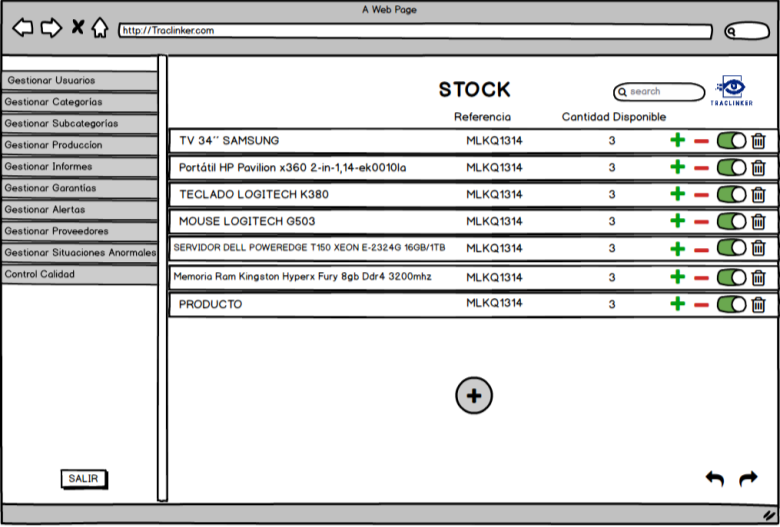 A Web Page
http://Traclinker.com
Gestionar Usuarios
Gestionar Categorías
Gestionar Subcategorías
Gestionar Produccion
Gestionar Informes
Gestionar Garantías
Gestionar Alertas
Gestionar Proveedores
Gestionar Situaciones Anormales
Control Calidad
SALIR
STOCK
search
TRACLINKER
Referencia Cantidad Disponible
TV 34´´ SAMSUNG MLKQ1314 3
Portátil HP Pavilion x360 2-in-1,14-ek0010la MLKQ1314 3
TECLADO LOGITECH K380 MLKQ1314 3
MOUSE LOGITECH G503 MLKQ1314 3
SERVIDOR DELL POWEREDGE T150 XEON E-2324G 16GB/1TB MLKQ1314 3
Memoria Ram Kingston Hyperx Fury 8gb Ddr4 3200mhz MLKQ1314 3
PRODUCTO MLKQ1314 3